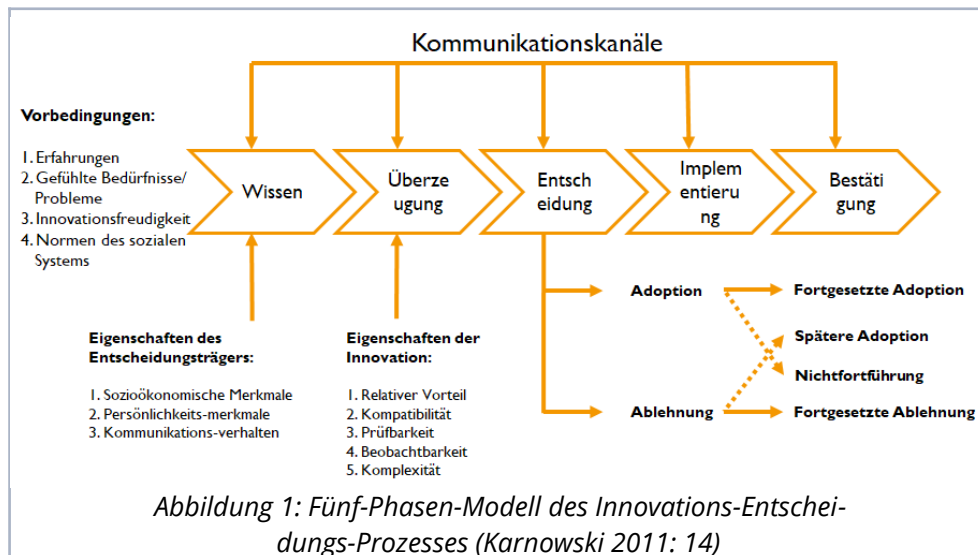 Kommunikationskanäle
Vorbedingungen:
1. Erfahrungen
2. Gefühlte Bedürfnisse/
Probleme
3. Innovationsfreudigkeit
4. Normen des sozialen
Systems
Wissen
Überze
ugung
Entsch
eidung
Implem
entieru
ng
Bestäti
gung
Adoption
Fortgesetzte Adoption
Spätere Adoption
Nichtfortführung
Ablehnung
Fortgesetzte Ablehnung
Eigenschaften des
Entscheidungsträgers:
1. Sozioökonomische Merkmale
2. Persönlichkeits-merkmale
3. Kommunikations-verhalten
Eigenschaften der
Innovation:
1. Relativer Vorteil
2. Kompatibilität
3. Prüfbarkeit
4. Beobachtbarkeit
5. Komplexität
Abbildung 1: Fünf-Phasen-Modell des Innovations-Entschei-
dungs-Prozesses (Karnowski 2011: 14)